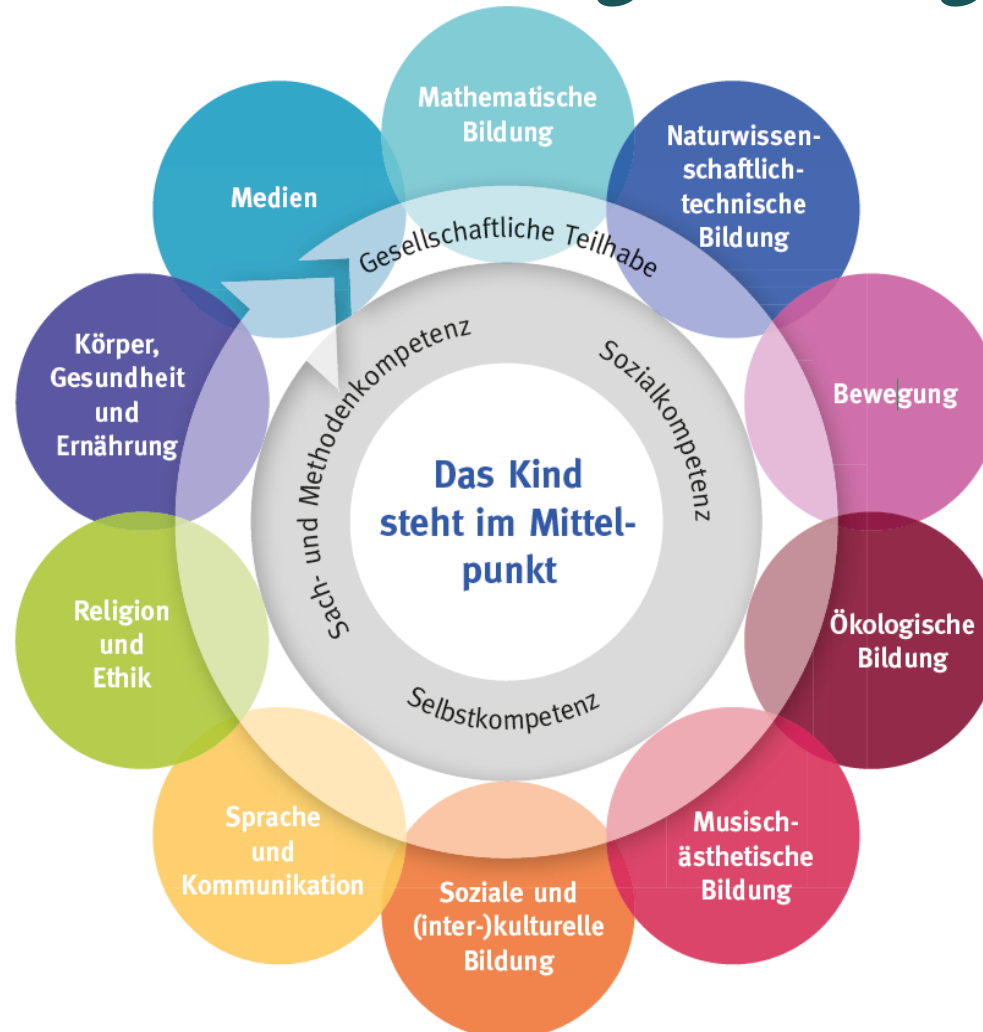 Mathematische
Bildung
Naturwissen-
schaftlich-
technische
Bildung
Bewegung
Ökologische
Bildung
Musisch-
ästhetische
Bildung
Soziale und
(inter-)kulturelle
Bildung
Sprache
und
Kommunikation
Religion
und
Ethik
Körper,
Gesundheit
und
Ernährung
Medien
Gesellschaftliche Teilhabe
Sach- und Methodenkompetenz
Sozialkompetenz
Selbstkompetenz
Das Kind
steht im Mittel-
punkt